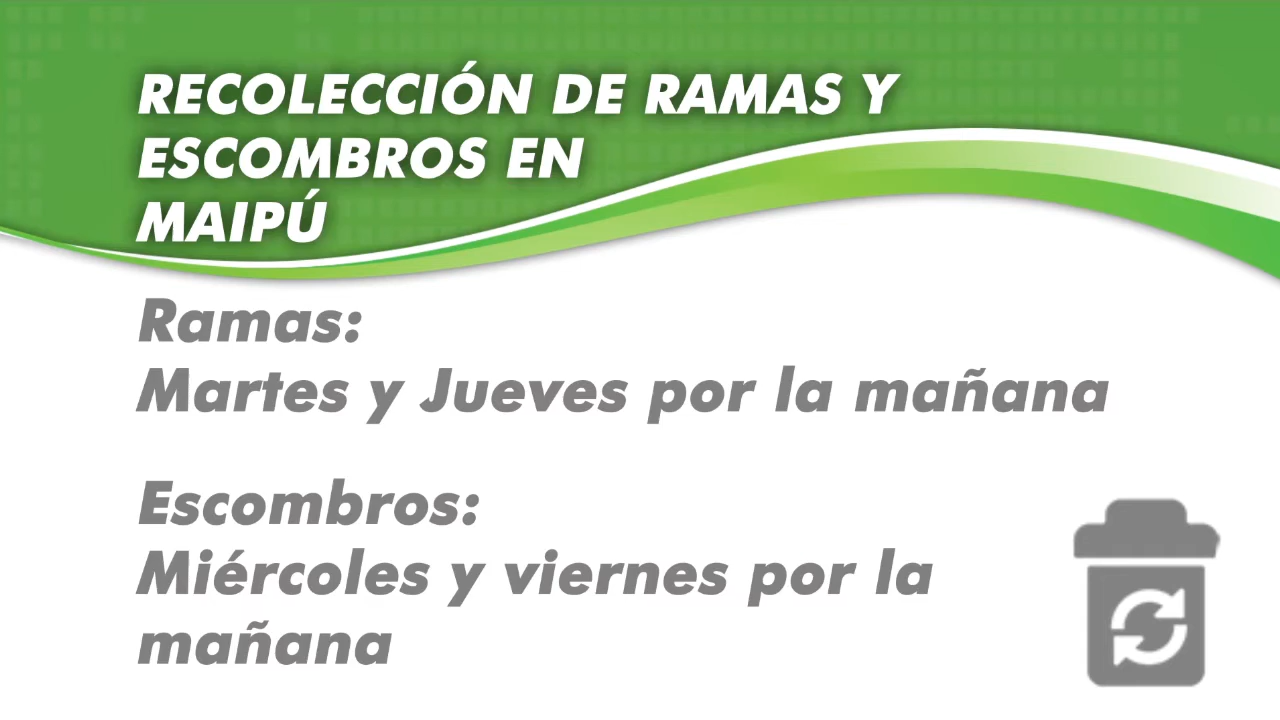 RECOLECCIÓN DE RAMAS Y
ESCOMBROS EN
MAIPÚ
Ramas:
Martes y Jueves por la mañana
Escombros:
Miércoles y viernes por la
mañana